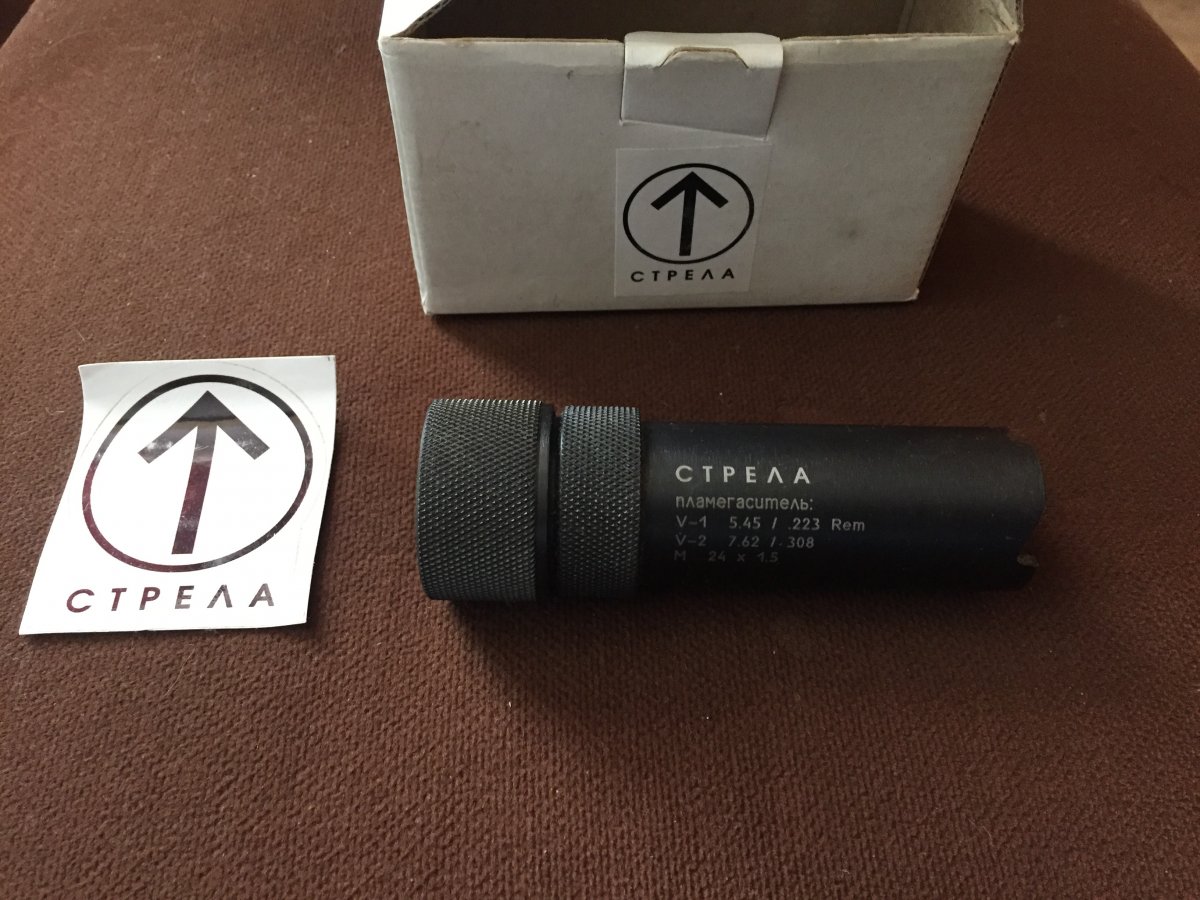 СТРЕЛА
СТРЕЛА
СТРЕЛА
пламегаситель:
V-1 5.45 / .223 Rem
V-2 7.62 / .308
M 24 x 1.5